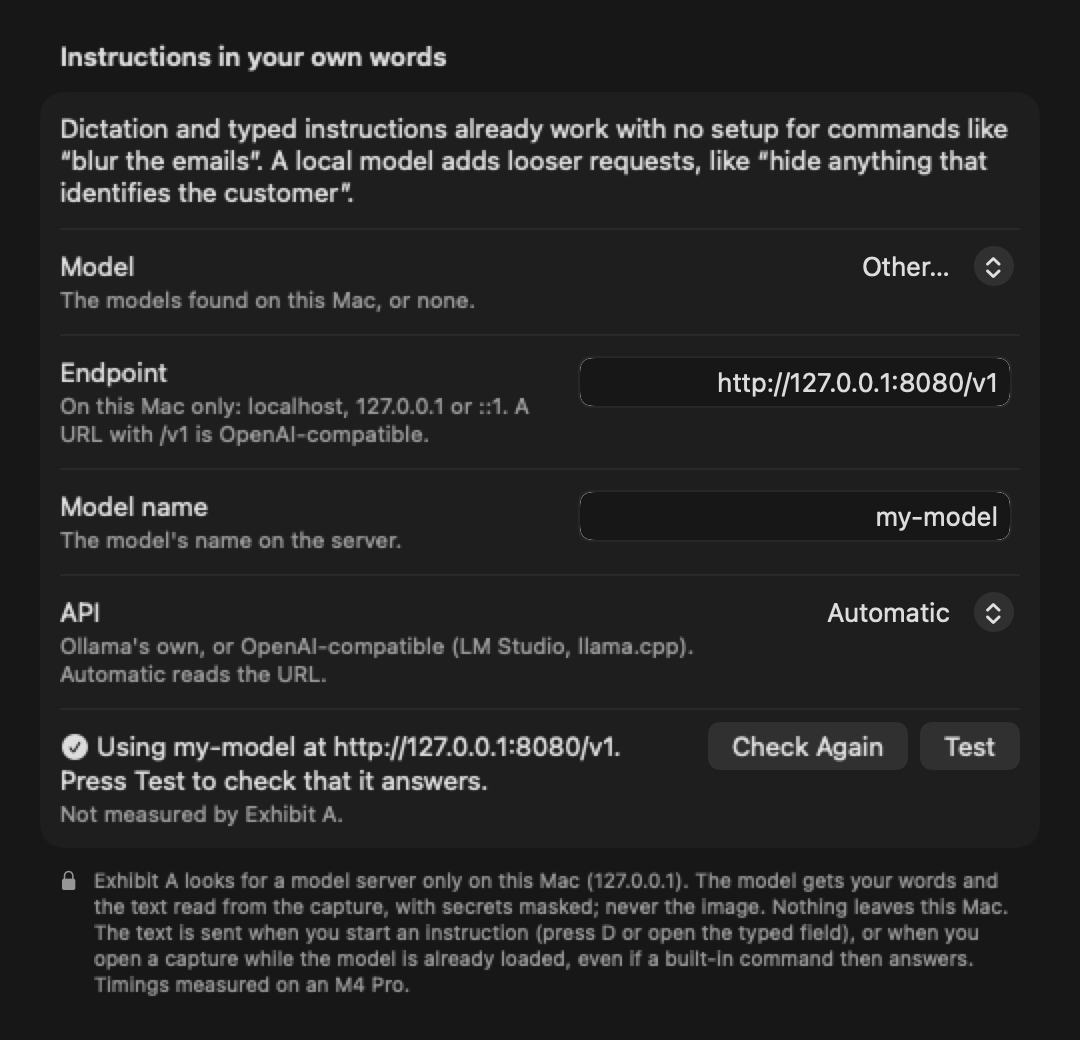 Instructions in your own words
Dictation and typed instructions already work with no setup for commands like
“blur the emails”. A local model adds looser requests, like “hide anything that
identifies the customer”.
Model
Other...
The models found on this Mac, or none.
Endpoint
http://127.0.0.1:8080/v1
On this Mac only: localhost, 127.0.0.1 or ::1. A
URL with /v1 is OpenAI-compatible.
Model name
my-model
The model's name on the server.
API
Automatic
Ollama's own, or OpenAI-compatible (LM Studio, llama.cpp).
Automatic reads the URL.
Using my-model at http://127.0.0.1:8080/v1.
Press Test to check that it answers.
Check Again
Test
Not measured by Exhibit A.
Exhibit A looks for a model server only on this Mac (127.0.0.1). The model gets your words and
the text read from the capture, with secrets masked; never the image. Nothing leaves this Mac.
The text is sent when you start an instruction (press D or open the typed field), or when you
open a capture while the model is already loaded, even if a built-in command then answers.
Timings measured on an M4 Pro.